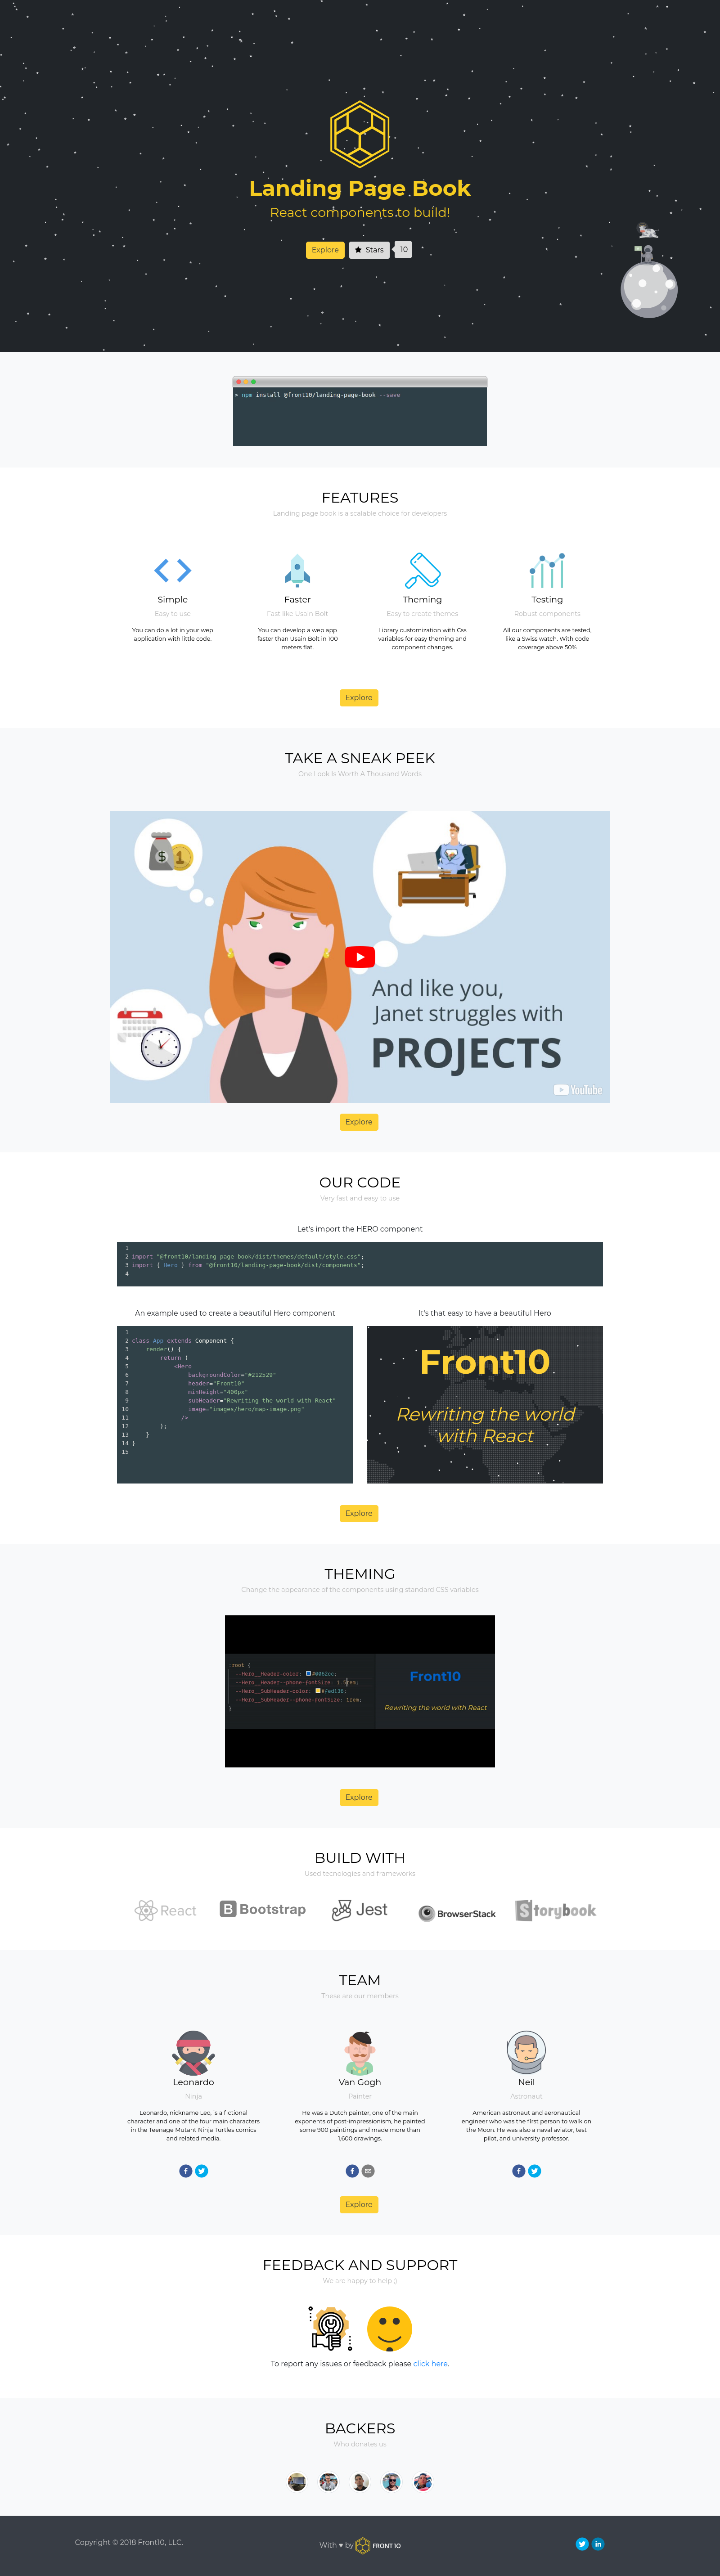 Landing Page Book
React components to build!
Explore
Stars
10
> npm install @front10/landing-page-book --save
FEATURES
Landing page book is a scalable choice for developers
Simple
Easy to use
You can do a lot in your wep
application with little code.
Faster
Fast like Usain Bolt
You can develop a wep app
faster than Usain Bolt in 100
meters flat.
Theming
Easy to create themes
Library customization with Css
variables for easy theming and
component changes.
Testing
Robust components
All our components are tested,
like a Swiss watch. With code
coverage above 50%
Explore
TAKE A SNEAK PEEK
One Look Is Worth A Thousand Words
$
1
And like you,
Janet struggles with
PROJECTS
YouTube
Explore
OUR CODE
Very fast and easy to use
Let's import the HERO component
1
2 import "@front10/landing-page-book/dist/themes/default/style.css";
3 import { Hero } from "@front10/landing-page-book/dist/components";
4
An example used to create a beautiful Hero component
1
2 class App extends Component {
3 render() {
4 return (
5 <Hero
6 backgroundColor="#212529"
7 header="Front10"
8 minHeight="400px"
9 subHeader="Rewriting the world with React"
10 image="images/hero/map-image.png"
11 />
12 );
13 }
14 }
15
It's that easy to have a beautiful Hero
Front10
Rewriting the world
with React
Explore
THEMING
Change the appearance of the components using standard CSS variables
:root {
--Hero__Header-color: #0062cc;
--Hero__Header--phone-fontSize: 1.5rem;
--Hero__SubHeader-color: #fed136;
--Hero__SubHeader--phone-fontSize: 1rem;
}
Front10
Rewriting the world with React
Explore
BUILD WITH
Used tecnologies and frameworks
React
B Bootstrap
Jest
BrowserStack
Storybook
TEAM
These are our members
Leonardo
Ninja
Leonardo, nickname Leo, is a fictional
character and one of the four main characters
in the Teenage Mutant Ninja Turtles comics
and related media.
Van Gogh
Painter
He was a Dutch painter, one of the main
exponents of post-impressionism, he painted
some 900 paintings and made more than
1,600 drawings.
Neil
Astronaut
American astronaut and aeronautical
engineer who was the first person to walk on
the Moon. He was also a naval aviator, test
pilot, and university professor.
Explore
FEEDBACK AND SUPPORT
We are happy to help ;)
To report any issues or feedback please click here.
BACKERS
Who donates us
Copyright © 2018 Front10, LLC.
With ♥ by FRONT 10